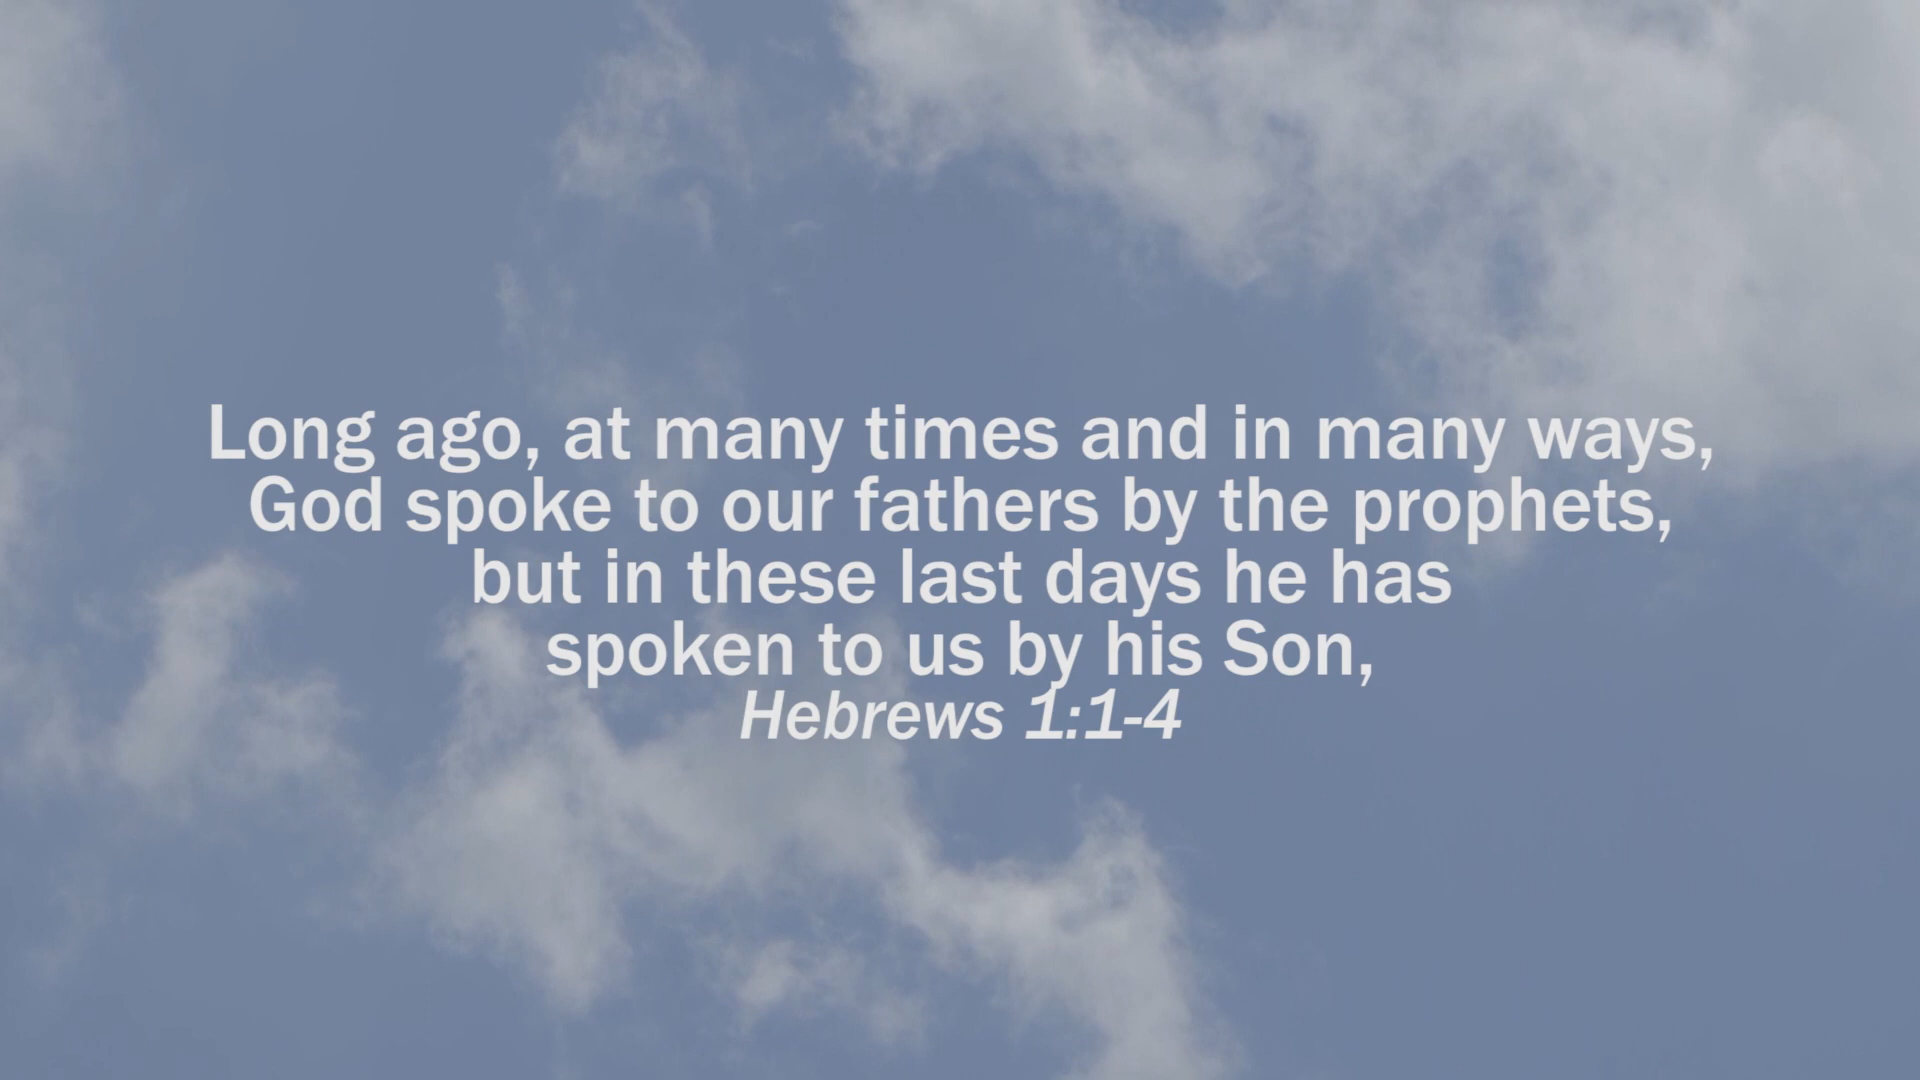 Long ago, at many times and in many ways,
God spoke to our fathers by the prophets,
but in these last days he has
spoken to us by his Son,
Hebrews 1:1-4